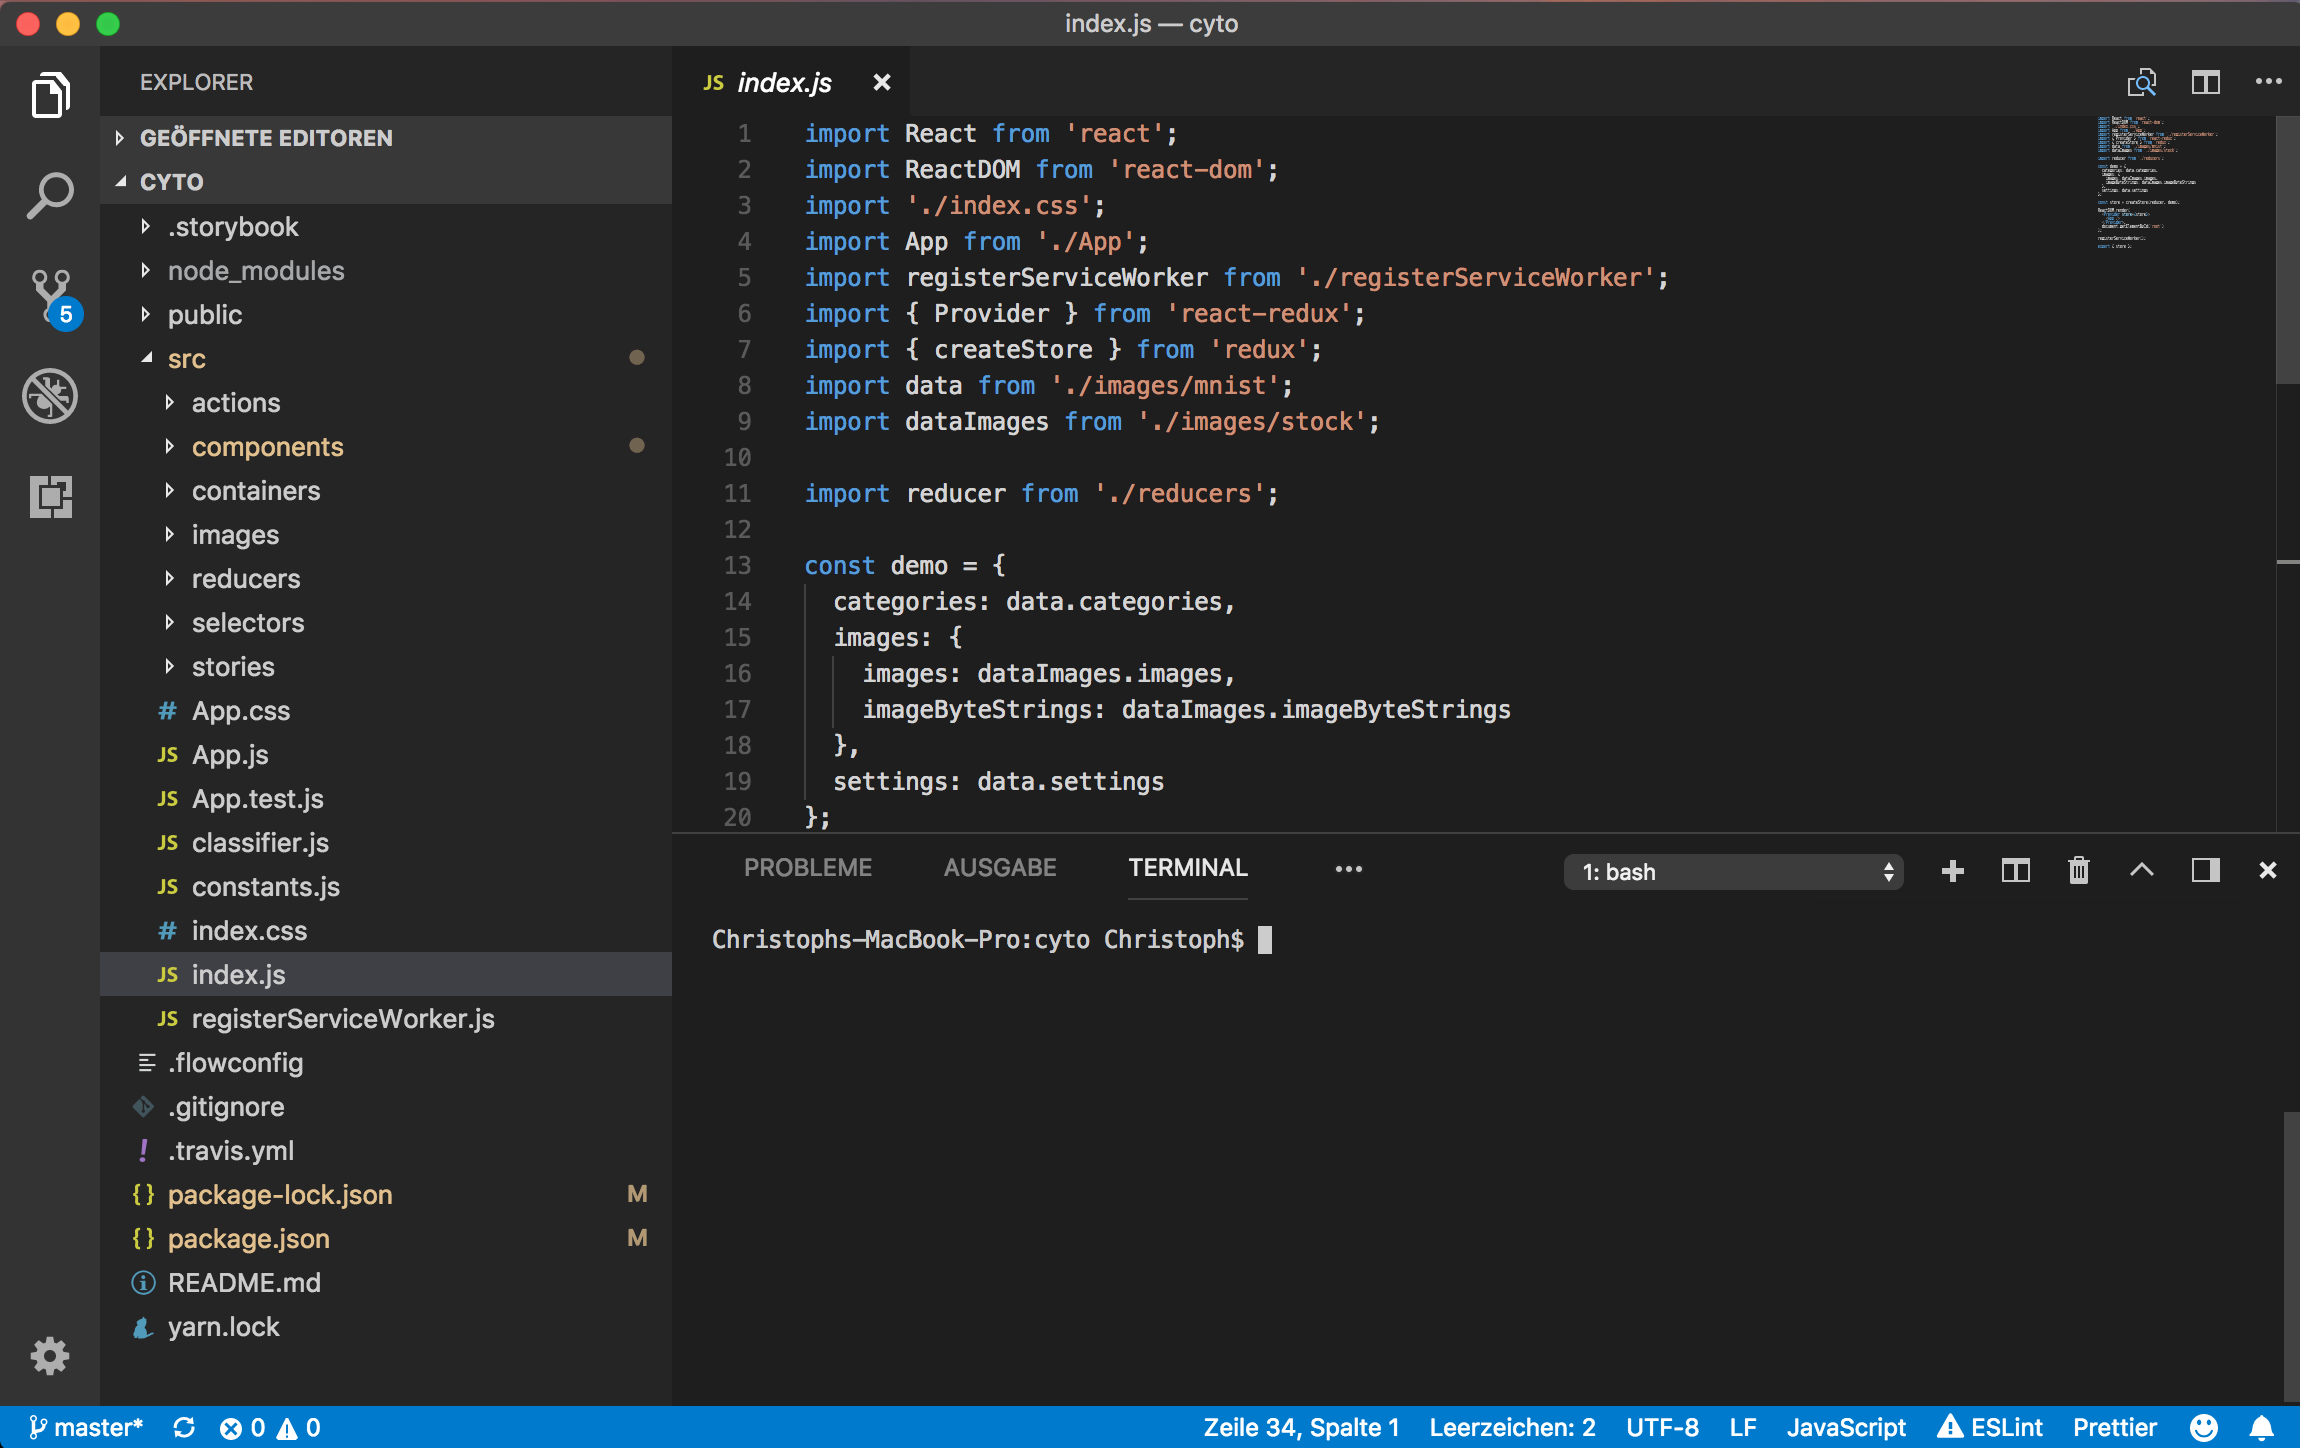 index.js — cyto
EXPLORER
GEÖFFNETE EDITOREN
CYTO
.storybook
node_modules
public
src
actions
components
containers
images
reducers
selectors
stories
# App.css
JS App.js
JS App.test.js
JS classifier.js
JS constants.js
# index.css
JS index.js
JS registerServiceWorker.js
.flowconfig
.gitignore
! .travis.yml
{} package-lock.json M
{} package.json M
README.md
yarn.lock
5
JS index.js
1 import React from 'react';
2 import ReactDOM from 'react-dom';
3 import './index.css';
4 import App from './App';
5 import registerServiceWorker from './registerServiceWorker';
6 import { Provider } from 'react-redux';
7 import { createStore } from 'redux';
8 import data from './images/mnist';
9 import dataImages from './images/stock';
10
11 import reducer from './reducers';
12
13 const demo = {
14 categories: data.categories,
15 images: {
16 images: dataImages.images,
17 imageByteStrings: dataImages.imageByteStrings
18 },
19 settings: data.settings
20 };
PROBLEME AUSGABE TERMINAL ••• 1: bash
Christophs-MacBook-Pro:cyto Christoph$
master* 0 0 Zeile 34, Spalte 1 Leerzeichen: 2 UTF-8 LF JavaScript ESLint Prettier